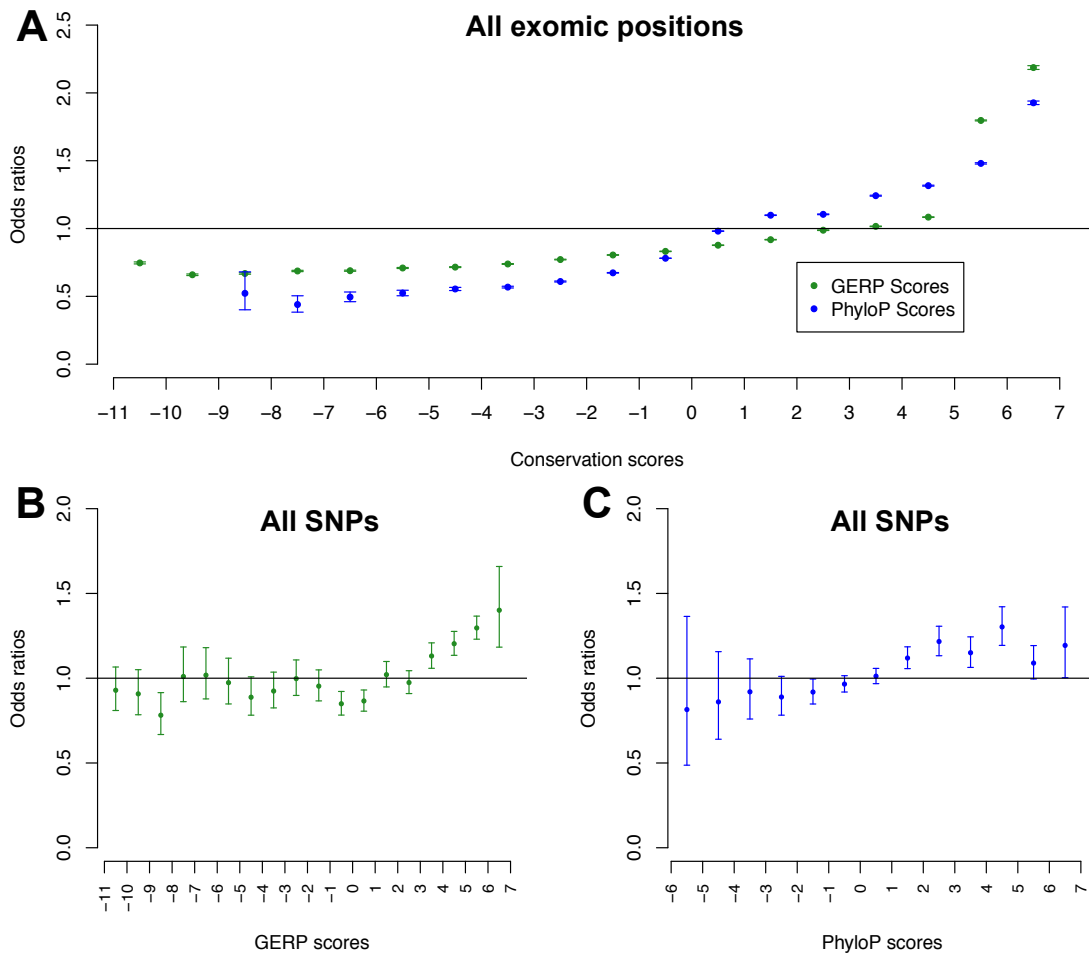 A
All exomic positions
2.5
2.0
1.5
1.0
0.5
0.0
Odds ratios
GERP Scores
PhyloP Scores
−11 −10 −9 −8 −7 −6 −5 −4 −3 −2 −1 0 1 2 3 4 5 6 7
Conservation scores
B
All SNPs
2.0
1.5
1.0
0.5
0.0
Odds ratios
−11 −10 −9 −8 −7 −6 −5 −4 −3 −2 −1 0 1 2 3 4 5 6 7
GERP scores
C
All SNPs
2.0
1.5
1.0
0.5
0.0
Odds ratios
−6 −5 −4 −3 −2 −1 0 1 2 3 4 5 6 7
PhyloP scores